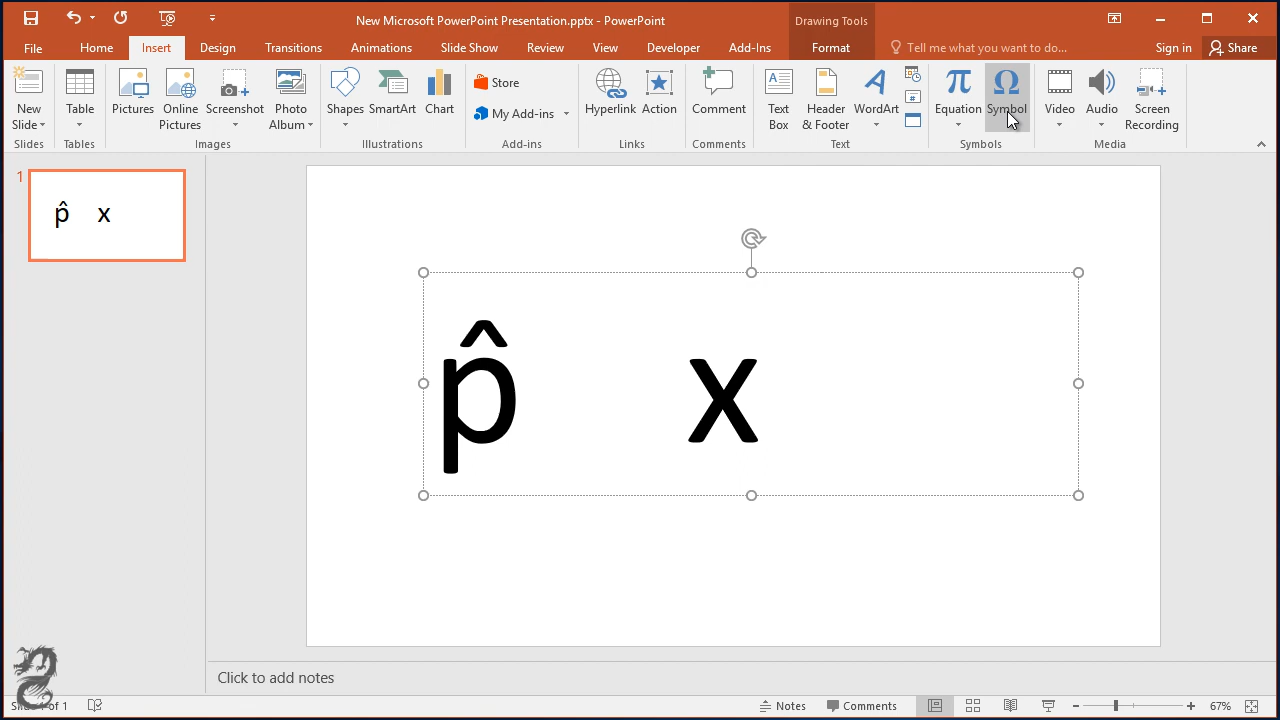 New Microsoft PowerPoint Presentation.pptx - PowerPoint
Drawing Tools
File Home Insert Design Transitions Animations Slide Show Review View Developer Add-Ins Format Tell me what you want to do... Sign in Share
New Slide
Table
Pictures
Online Pictures
Screenshot
Photo Album
Shapes
SmartArt
Chart
Store
My Add-ins
Hyperlink
Action
Comment
Text Box
Header & Footer
WordArt
π
Equation
Ω
Symbol
Video
Audio
Screen Recording
Slides Tables Images Illustrations Add-ins Links Comments Text Symbols Media
1
p̂ x
p̂ x
Click to add notes
Slide 1 of 1 Notes Comments 67%